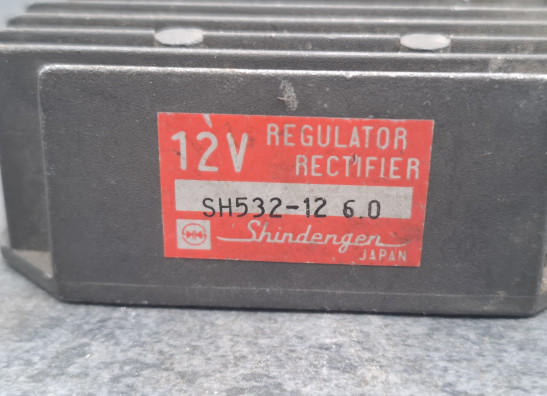 12V REGULATOR
RECTIFIER
SH532-12 6.0
Shindengen
JAPAN